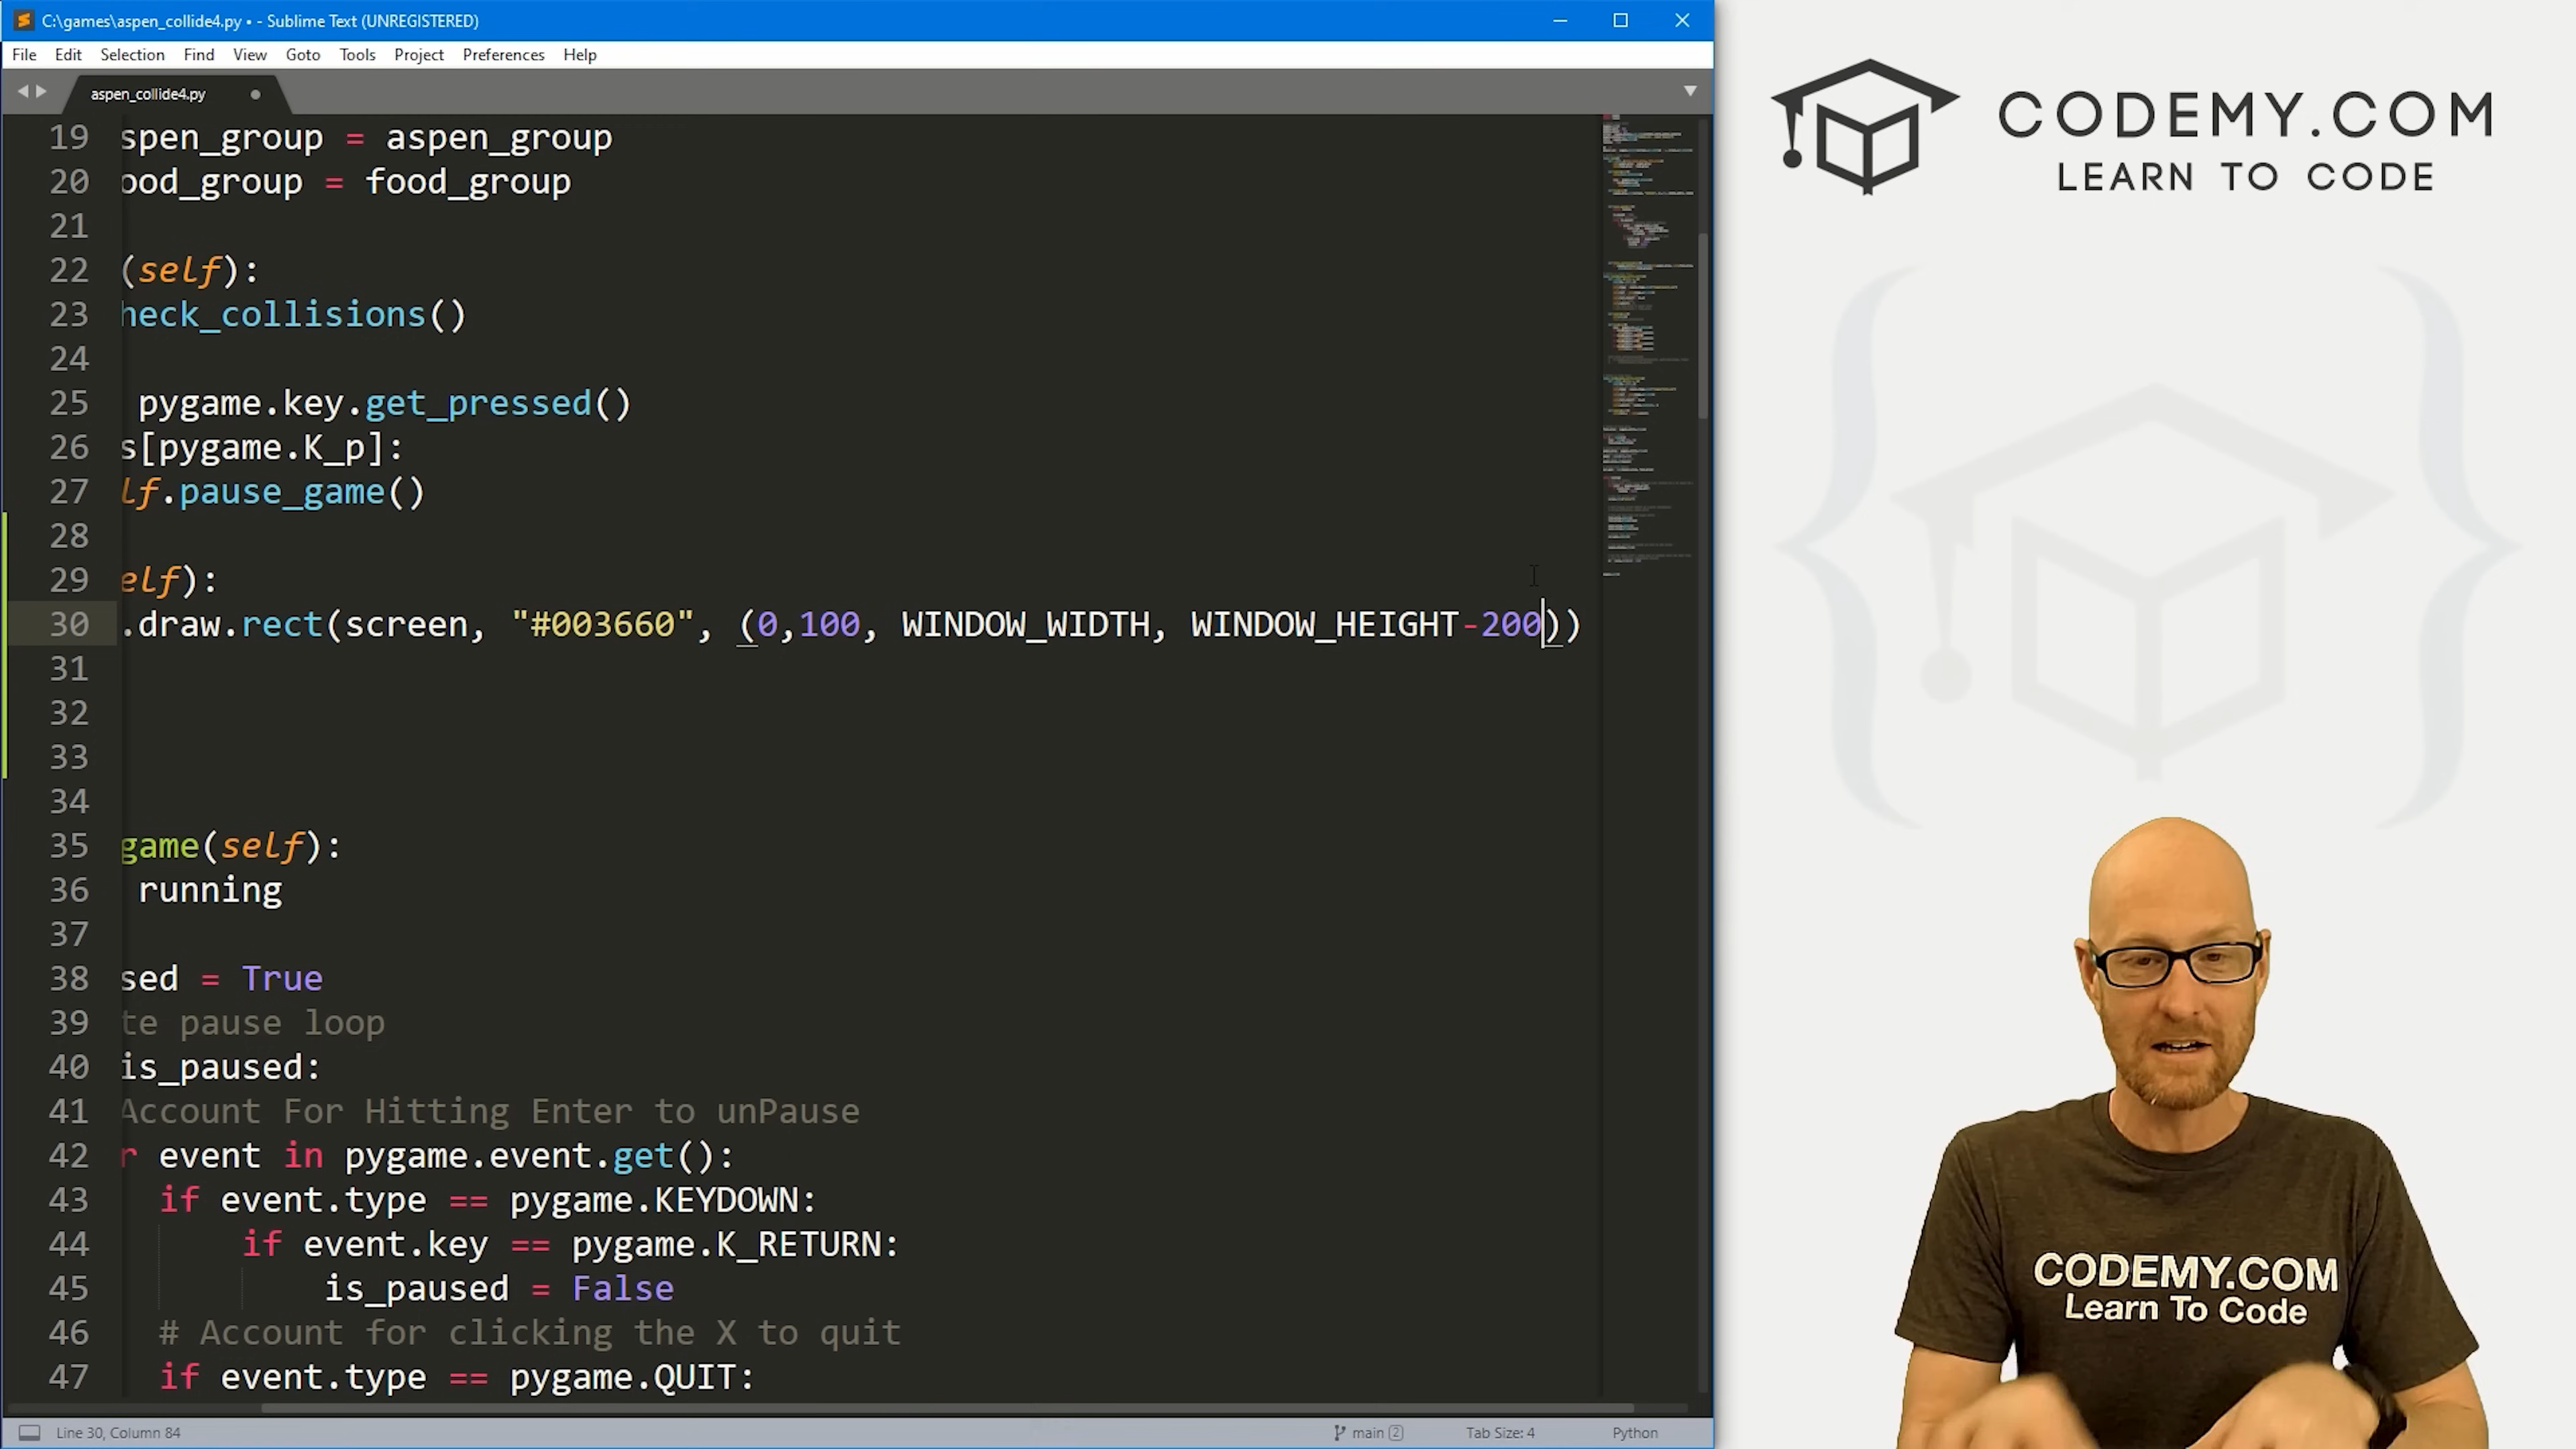 C:\games\aspen_collide4.py • - Sublime Text (UNREGISTERED)
File Edit Selection Find View Goto Tools Project Preferences Help
aspen_collide4.py
19 spen_group = aspen_group
20 ood_group = food_group
21
22 (self):
23 heck_collisions()
24
25 pygame.key.get_pressed()
26 s[pygame.K_p]:
27 lf.pause_game()
28
29 elf):
30 .draw.rect(screen, "#003660", (0,100, WINDOW_WIDTH, WINDOW_HEIGHT-200))
31
32
33
34
35 game(self):
36 running
37
38 sed = True
39 te pause loop
40 is_paused:
41 Account For Hitting Enter to unPause
42 r event in pygame.event.get():
43 if event.type == pygame.KEYDOWN:
44 if event.key == pygame.K_RETURN:
45 is_paused = False
46 # Account for clicking the X to quit
47 if event.type == pygame.QUIT:
Line 30, Column 84
main 2
Tab Size: 4
Python
CODEMY.COM
LEARN TO CODE
CODEMY.COM
Learn To Code